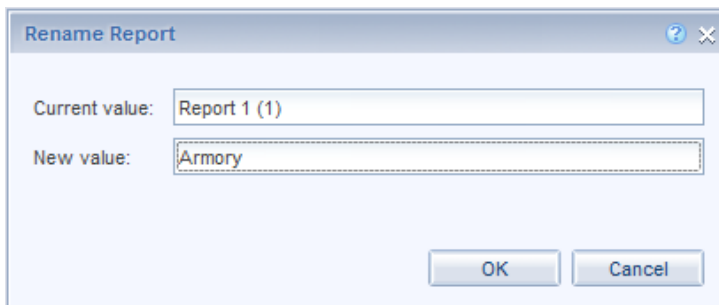 Rename Report
Current value: Report 1 (1)
New value: Armory
OK Cancel